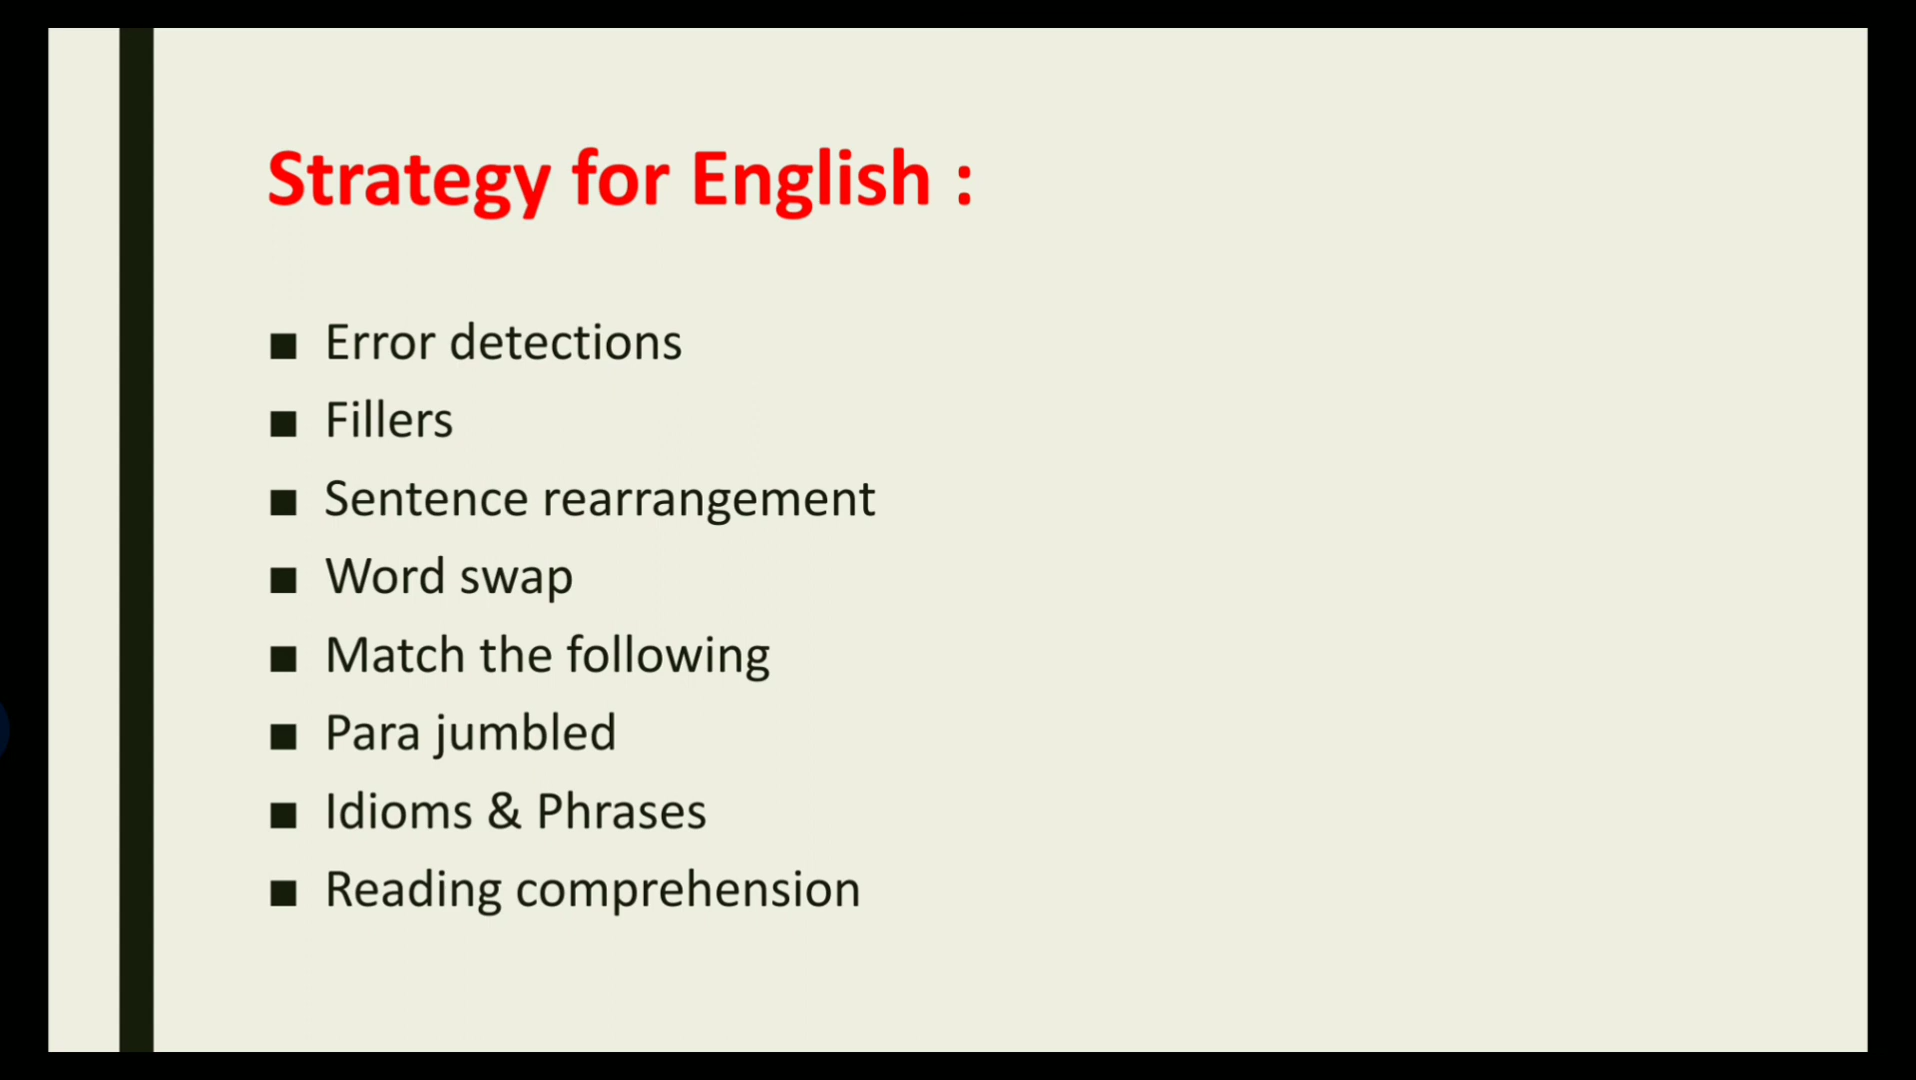 Strategy for English :
■ Error detections
■ Fillers
■ Sentence rearrangement
■ Word swap
■ Match the following
■ Para jumbled
■ Idioms & Phrases
■ Reading comprehension